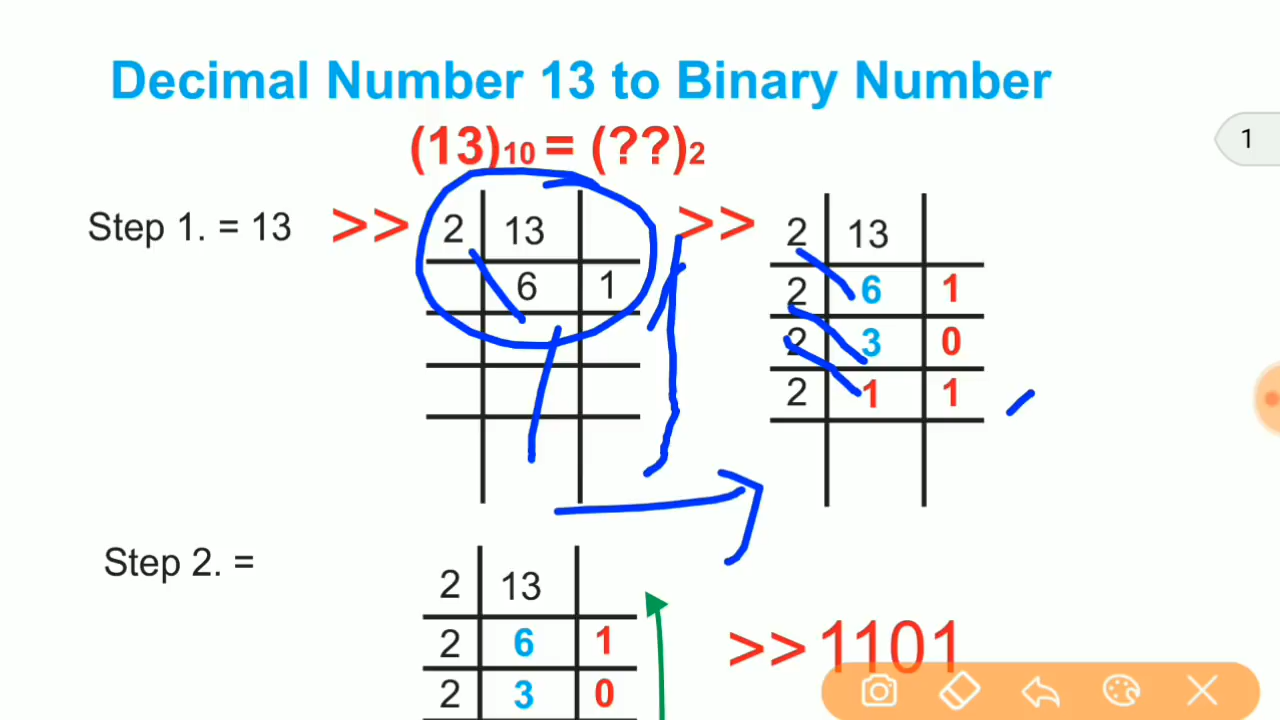 Decimal Number 13 to Binary Number
(13)10 = (??)2
Step 1. = 13 >> 2 13 >> 2 13
6 1 2 6 1
2 3 0
2 1 1
Step 2. =
2 13
2 6 1
2 3 0
>> 1101
1